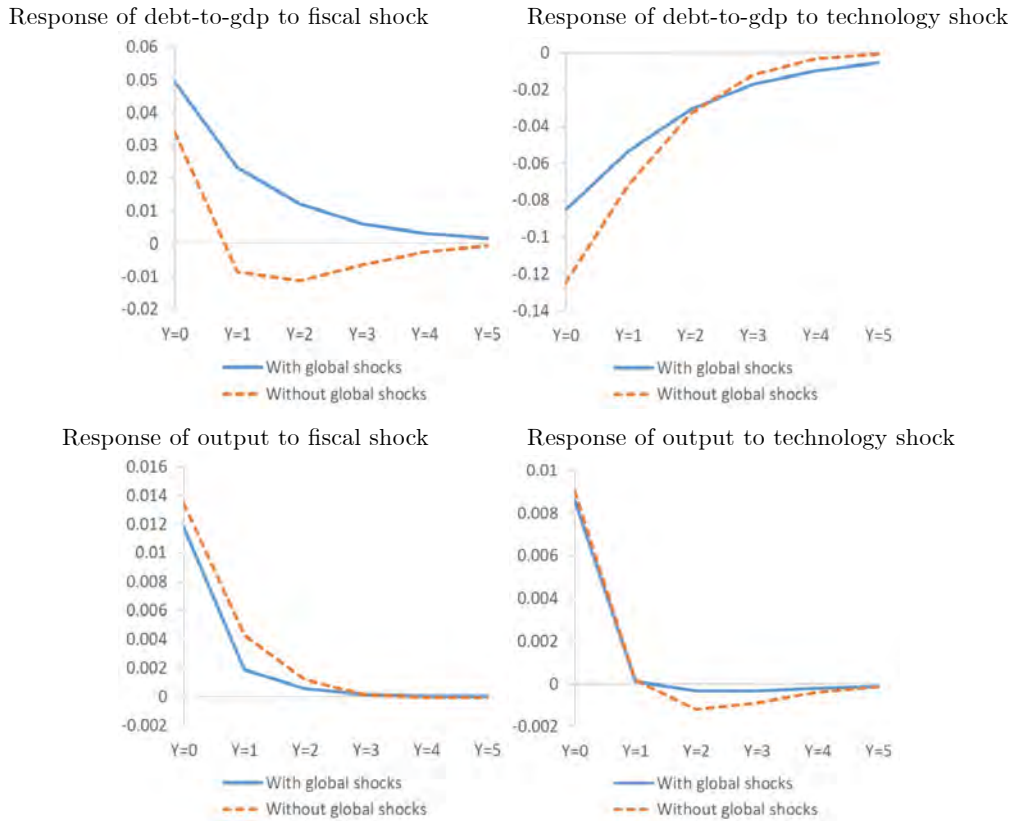 Response of debt-to-gdp to fiscal shock
0.06
0.05
0.04
0.03
0.02
0.01
0
-0.01
-0.02
Y=0 Y=1 Y=2 Y=3 Y=4 Y=5
With global shocks
Without global shocks
Response of debt-to-gdp to technology shock
0
-0.02
-0.04
-0.06
-0.08
-0.1
-0.12
-0.14
Y=0 Y=1 Y=2 Y=3 Y=4 Y=5
With global shocks
Without global shocks
Response of output to fiscal shock
0.016
0.014
0.012
0.01
0.008
0.006
0.004
0.002
0
-0.002
Y=0 Y=1 Y=2 Y=3 Y=4 Y=5
With global shocks
Without global shocks
Response of output to technology shock
0.01
0.008
0.006
0.004
0.002
0
-0.002
Y=0 Y=1 Y=2 Y=3 Y=4 Y=5
With global shocks
Without global shocks